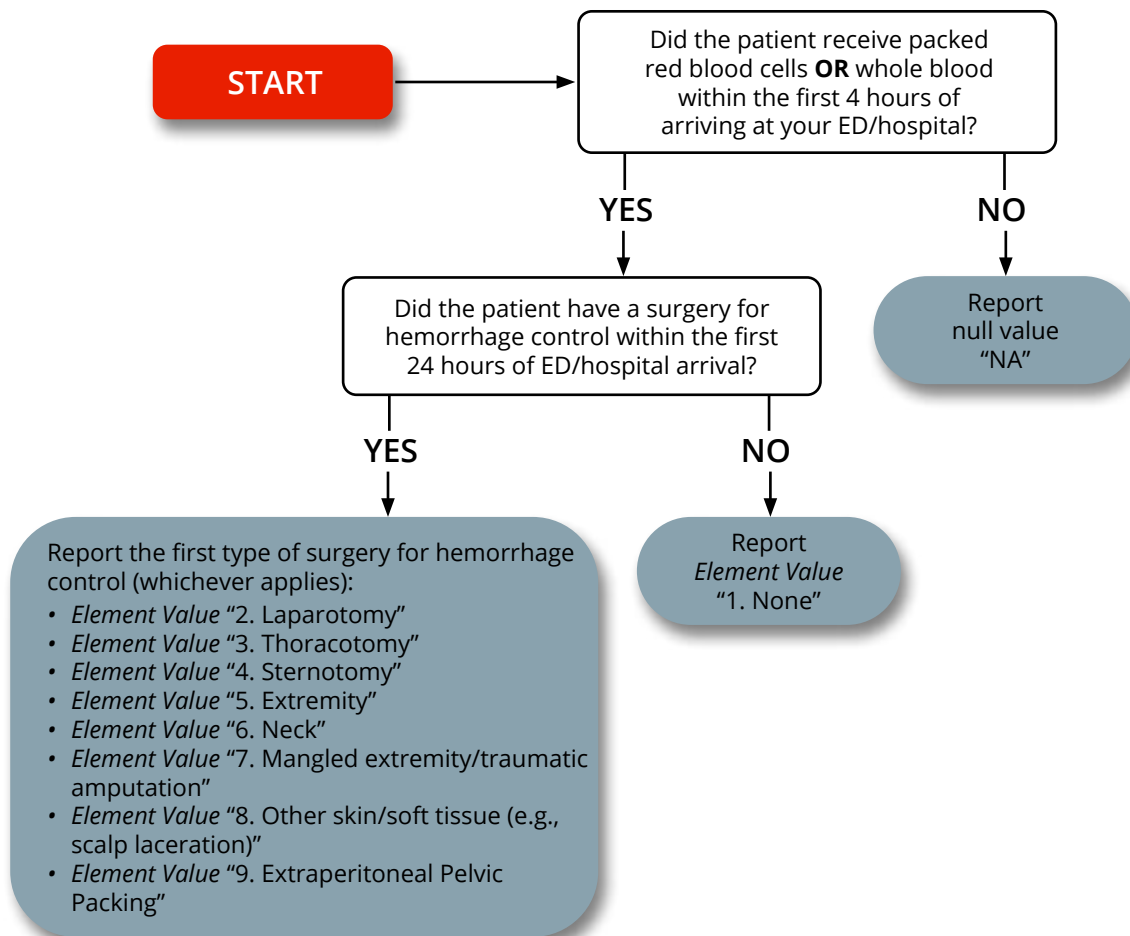 START
Did the patient receive packed
red blood cells OR whole blood
within the first 4 hours of
arriving at your ED/hospital?
YES
NO
Did the patient have a surgery for
hemorrhage control within the first
24 hours of ED/hospital arrival?
Report
null value
“NA”
YES
NO
Report the first type of surgery for hemorrhage
control (whichever applies):
• Element Value “2. Laparotomy”
• Element Value “3. Thoracotomy”
• Element Value “4. Sternotomy”
• Element Value “5. Extremity”
• Element Value “6. Neck”
• Element Value “7. Mangled extremity/traumatic
amputation”
• Element Value “8. Other skin/soft tissue (e.g.,
scalp laceration)”
• Element Value “9. Extraperitoneal Pelvic
Packing”
Report
Element Value
“1. None”